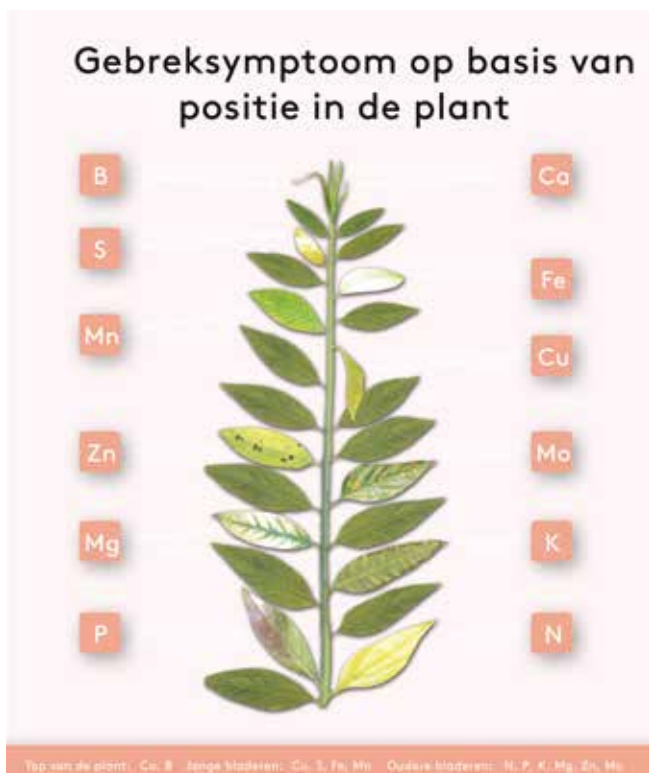 Gebreksymptoom op basis van
positie in de plant
B
Ca
S
Fe
Mn
Cu
Zn
Mo
Mg
K
P
N
Top van de plant: Ca, B Jonge bladeren: Cu, S, Fe, Mn Oudere bladeren: N, P, K, Mg, Zn, Mo